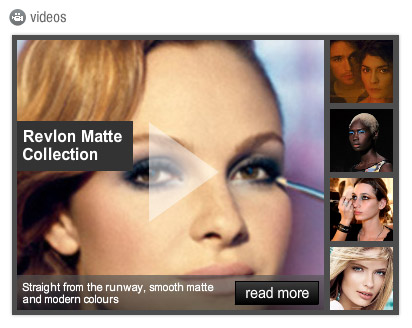 videos
Revlon Matte
Collection
Straight from the runway, smooth matte
and modern colours
read more